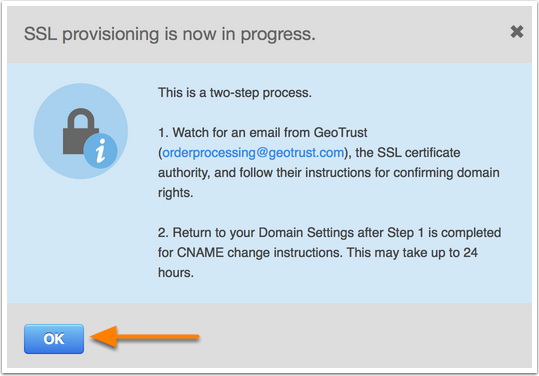 SSL provisioning is now in progress.
This is a two-step process.
1. Watch for an email from GeoTrust
(orderprocessing@geotrust.com), the SSL certificate
authority, and follow their instructions for confirming domain
rights.
2. Return to your Domain Settings after Step 1 is completed
for CNAME change instructions. This may take up to 24
hours.
OK